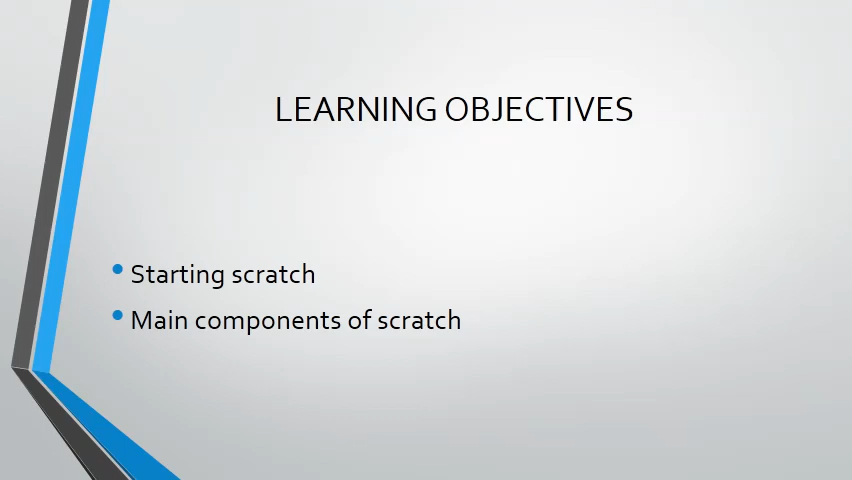 LEARNING OBJECTIVES
• Starting scratch
• Main components of scratch